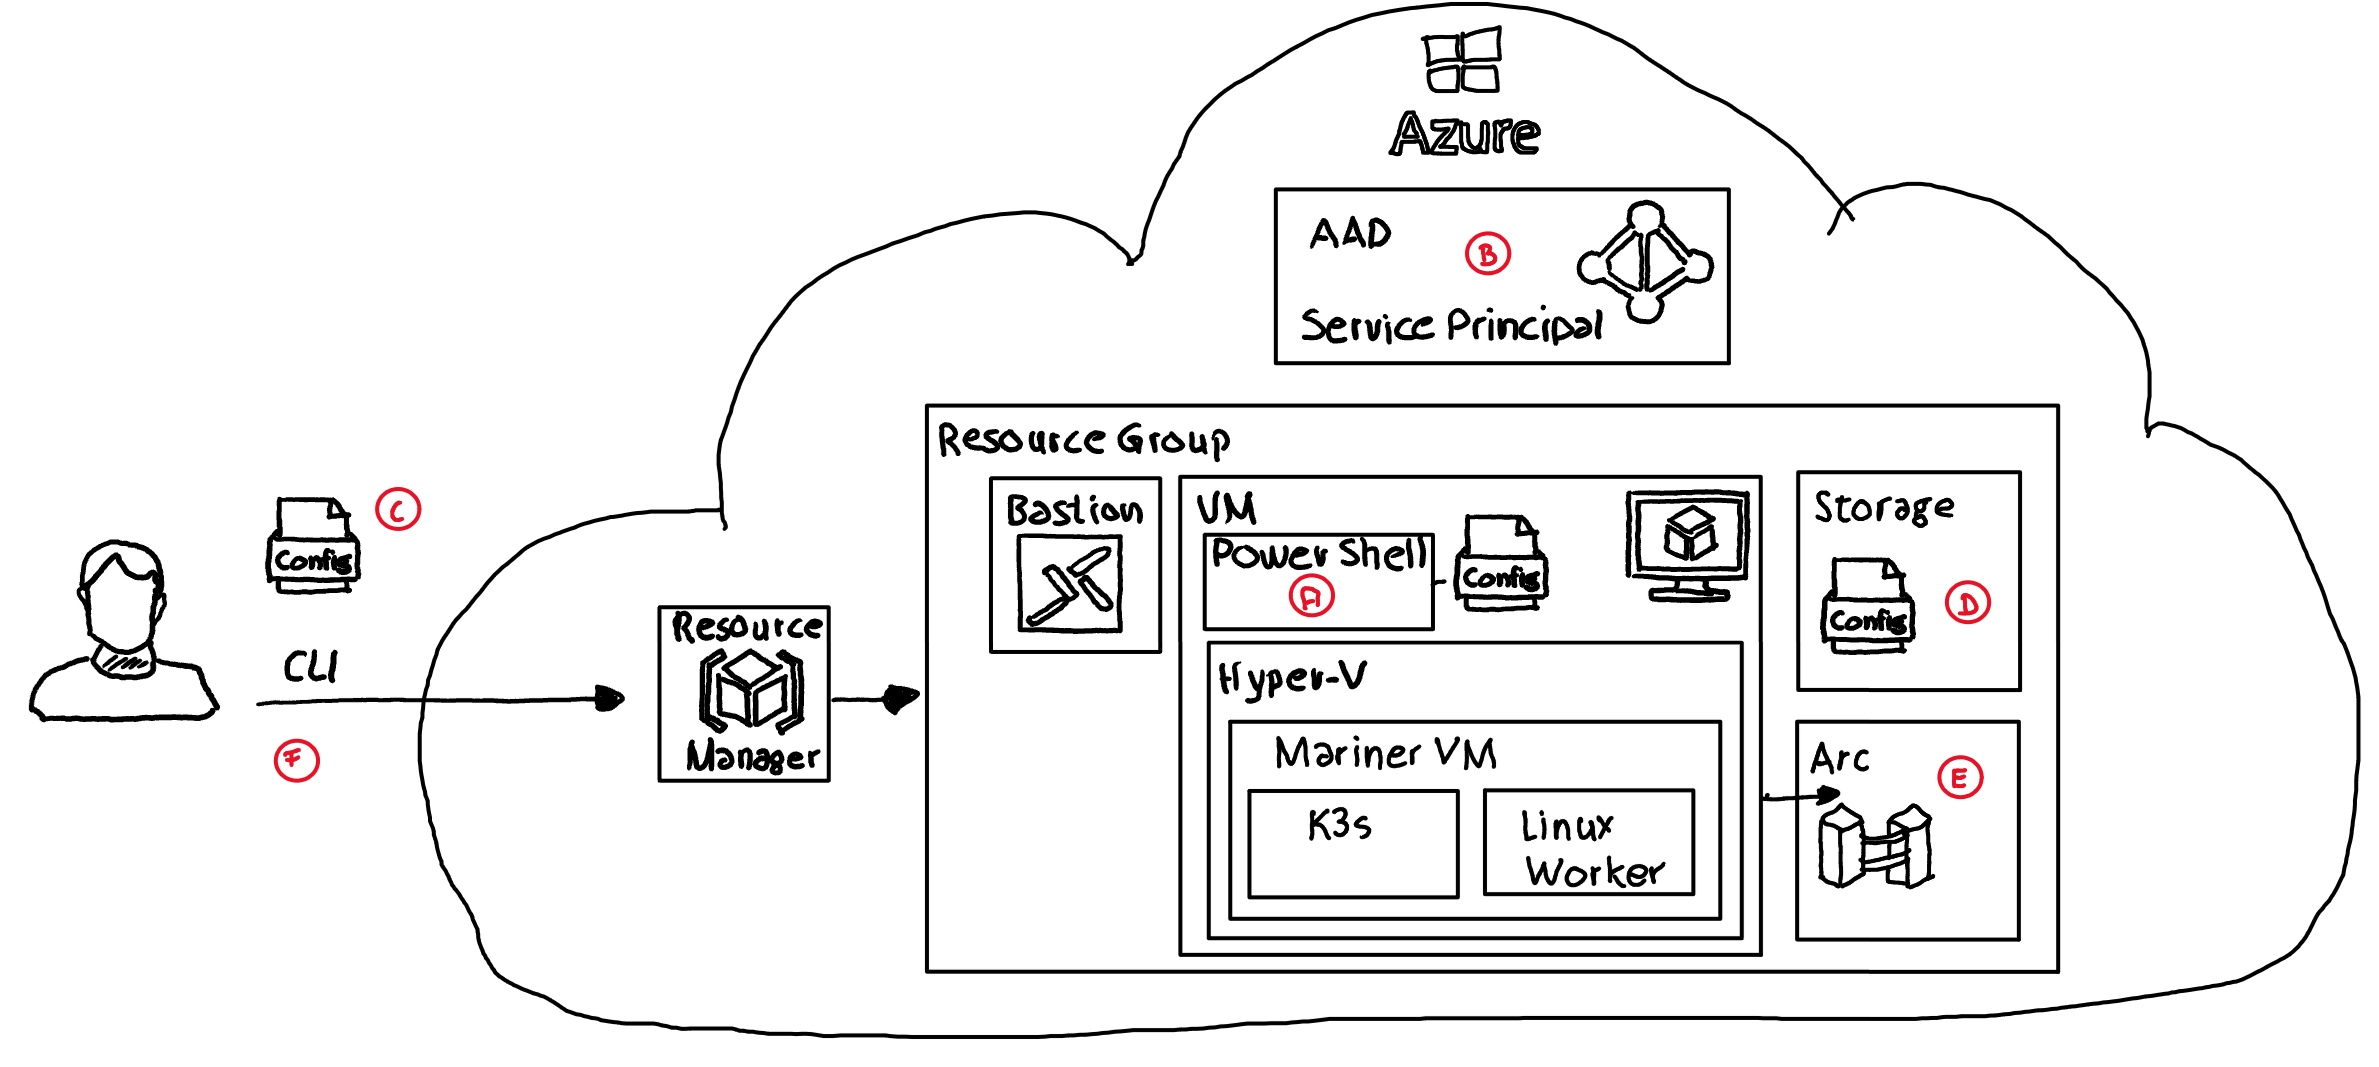 Azure
AAD
B
Service Principal
Resource Group
Bastion
VM
Power Shell
A
Config
Storage
Config
D
C
Config
CLI
F
Resource
Manager
Hyper-V
Mariner VM
K3s
Linux
Worker
Arc
E